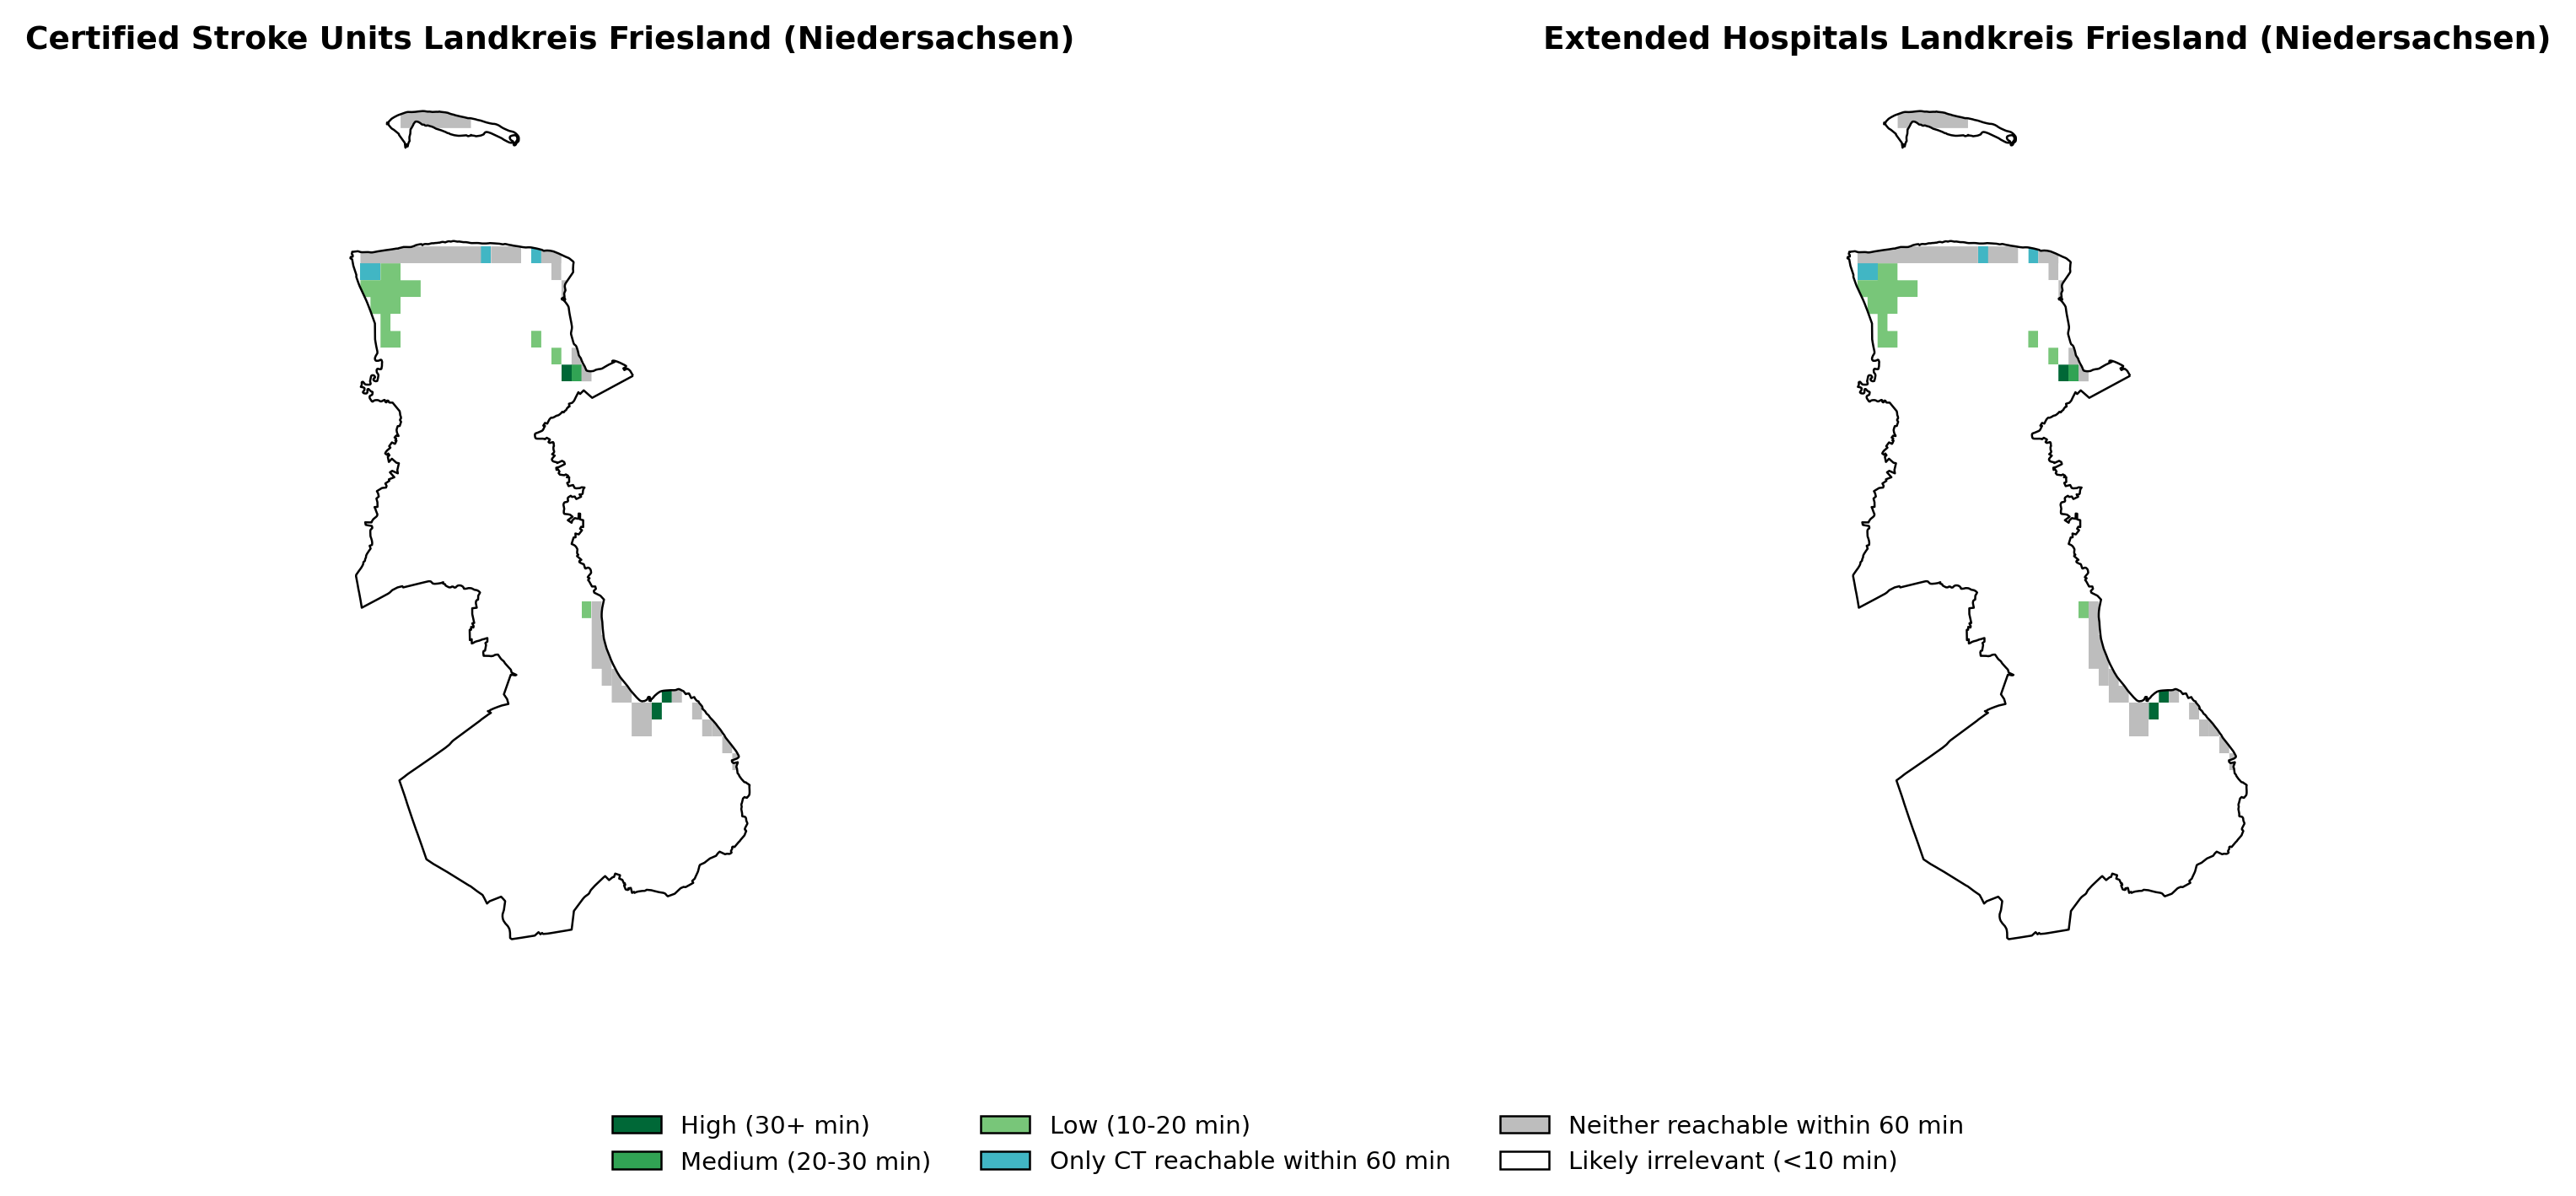 Certified Stroke Units Landkreis Friesland (Niedersachsen)
Extended Hospitals Landkreis Friesland (Niedersachsen)
High (30+ min)
Medium (20-30 min)
Low (10-20 min)
Only CT reachable within 60 min
Neither reachable within 60 min
Likely irrelevant (<10 min)